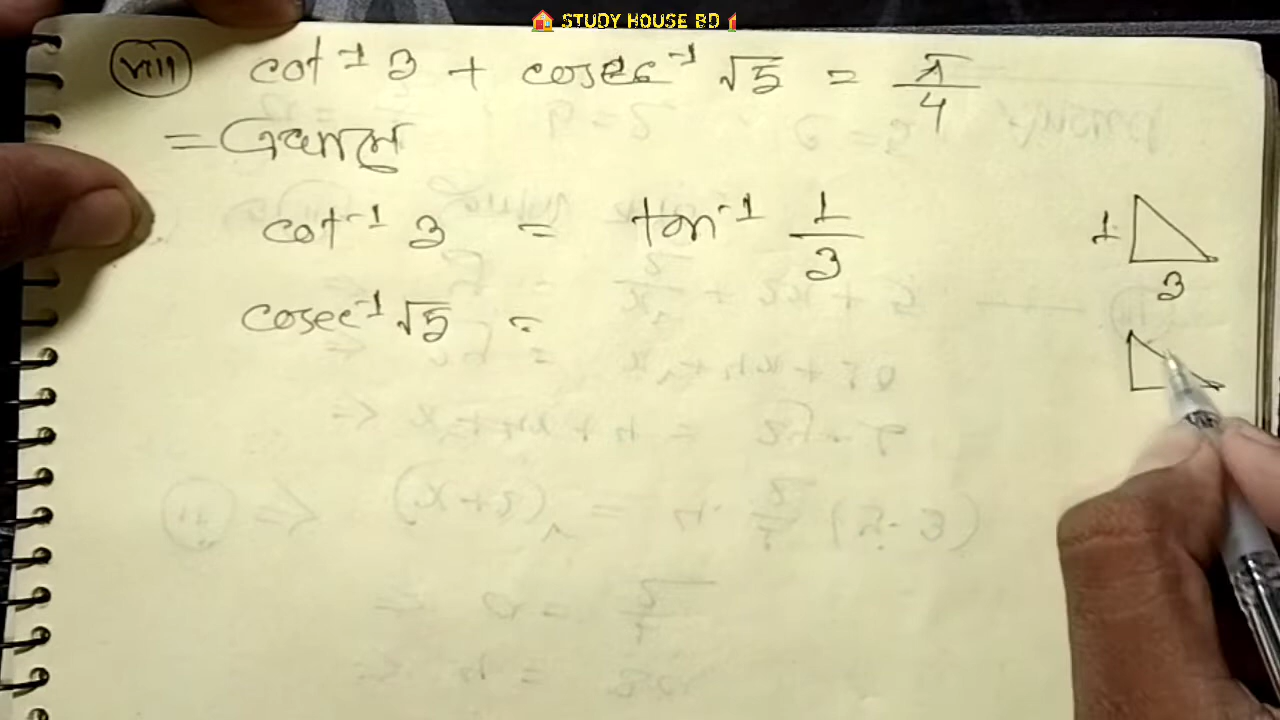 STUDY HOUSE BD
viii cot⁻¹ 3 + cosec⁻¹ √5 = π/4
= এখানে
cot⁻¹ 3 = tan⁻¹ 1/3
1
3
cosec⁻¹ √5 =